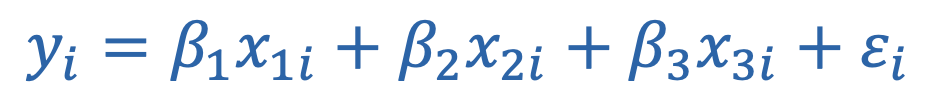 yᵢ = β₁x₁ᵢ + β₂x₂ᵢ + β₃x₃ᵢ + εᵢ